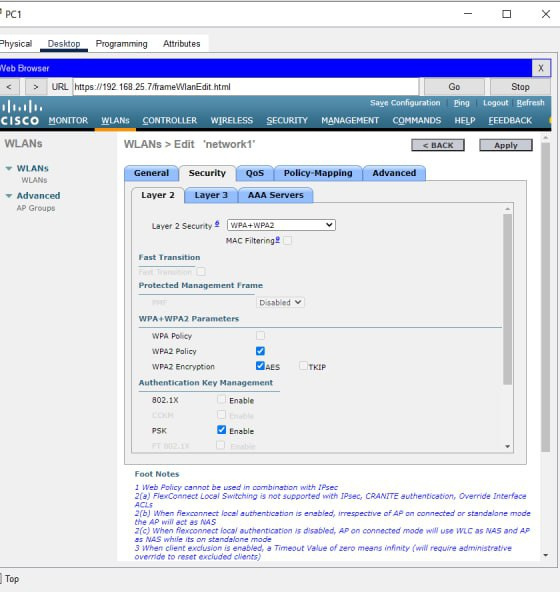 PC1
Physical Desktop Programming Attributes
Web Browser X
< > URL https://192.168.25.7/frameWlanEdit.html Go Stop
Save Configuration Ping Logout Refresh
CISCO MONITOR WLANs CONTROLLER WIRELESS SECURITY MANAGEMENT COMMANDS HELP FEEDBACK
WLANs
WLANs > Edit 'network1' < BACK Apply
WLANs
WLANs
Advanced
AP Groups
General Security QoS Policy-Mapping Advanced
Layer 2 Layer 3 AAA Servers
Layer 2 Security 6 WPA+WPA2
MAC Filtering 9
Fast Transition
Fast Transition
Protected Management Frame
PMF Disabled
WPA+WPA2 Parameters
WPA Policy
WPA2 Policy
WPA2 Encryption AES TKIP
Authentication Key Management
802.1X Enable
CCKM Enable
PSK Enable
FT 802.1X Enable
Foot Notes
1 Web Policy cannot be used in combination with IPsec
2(a) FlexConnect Local Switching is not supported with IPsec, CRANITE authentication, Override Interface
ACLs
2(b) When flexconnect local authentication is enabled, irrespective of AP on connected or standalone mode
the AP will act as NAS
2(c) When flexconnect local authentication is disabled, AP on connected mode will use WLC as NAS and AP
as NAS while its on standalone mode
3 When client exclusion is enabled, a Timeout Value of zero means infinity (will require administrative
override to reset excluded clients)
Top